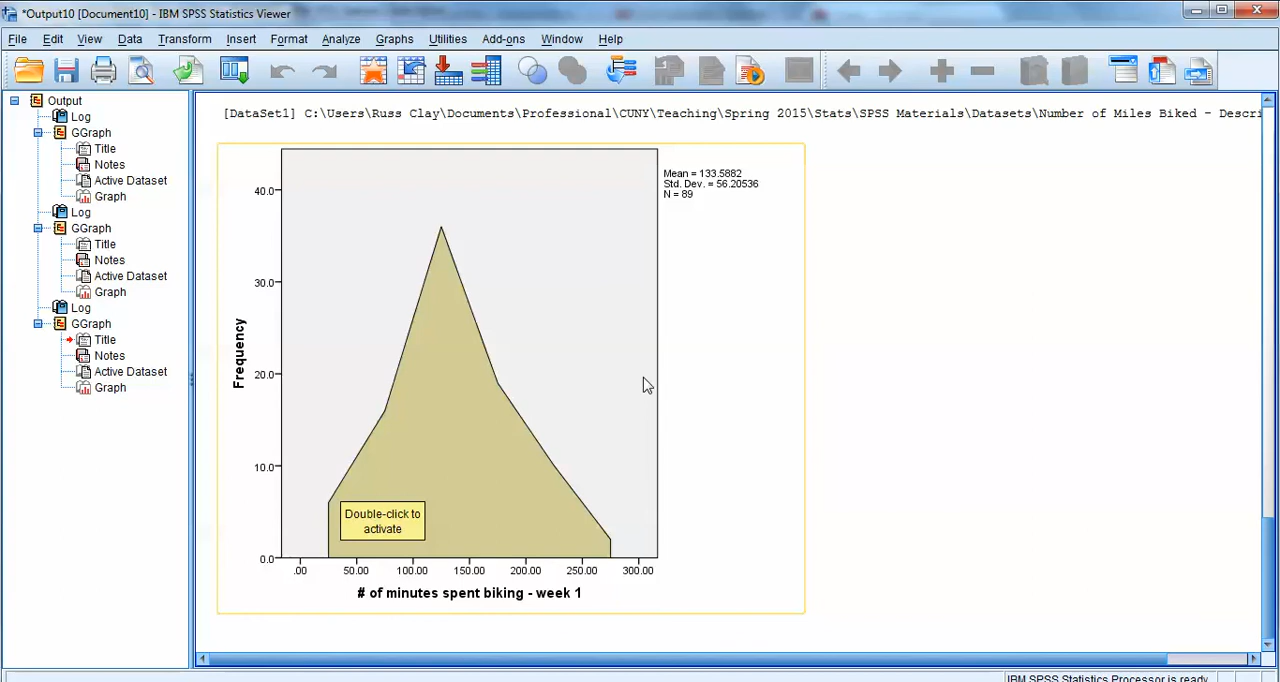 *Output10 [Document10] - IBM SPSS Statistics Viewer
File Edit View Data Transform Insert Format Analyze Graphs Utilities Add-ons Window Help
Output
Log
GGraph
Title
Notes
Active Dataset
Graph
Log
GGraph
Title
Notes
Active Dataset
Graph
Log
GGraph
Title
Notes
Active Dataset
Graph
[DataSet1] C:\Users\Russ Clay\Documents\Professional\CUNY\Teaching\Spring 2015\Stats\SPSS Materials\Datasets\Number of Miles Biked - Descri
Mean = 133.5882
Std. Dev. = 56.20536
N = 89
40.0
30.0
20.0
10.0
0.0
Frequency
Double-click to
activate
.00 50.00 100.00 150.00 200.00 250.00 300.00
# of minutes spent biking - week 1
IBM SPSS Statistics Processor is ready